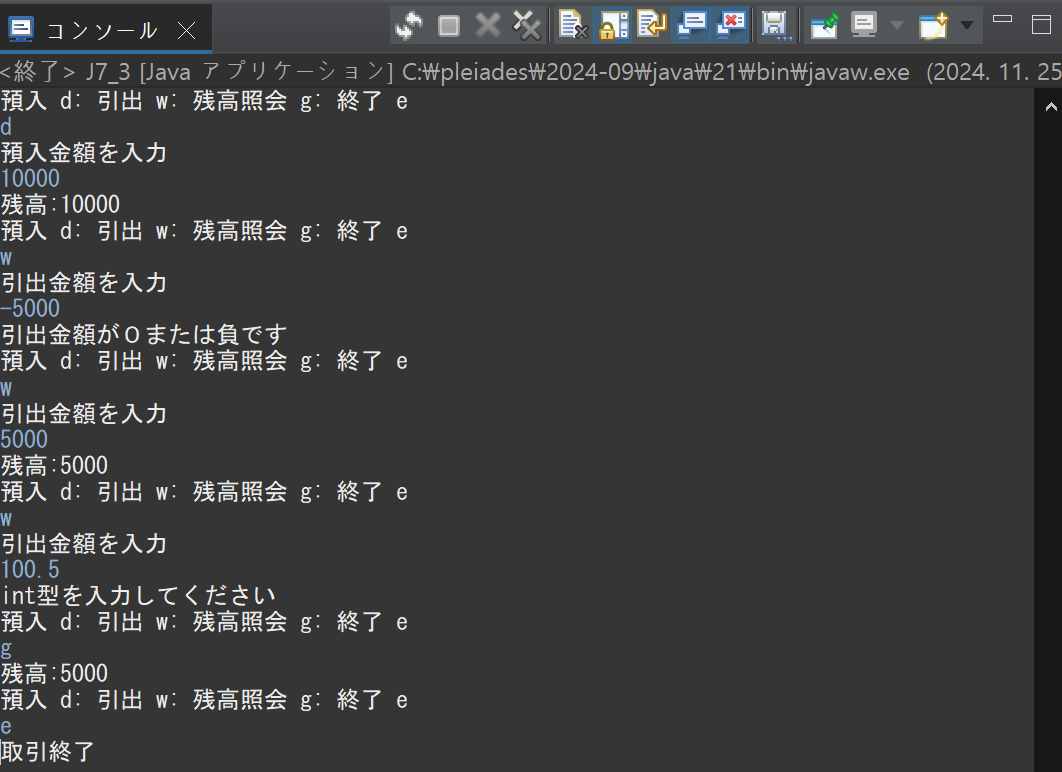 コンソール
<終了> J7_3 [Java アプリケーション] C:₩pleiades₩2024-09₩java₩21₩bin₩javaw.exe (2024. 11. 25
預入 d: 引出 w: 残高照会 g: 終了 e
d
預入金額を入力
10000
残高:10000
預入 d: 引出 w: 残高照会 g: 終了 e
w
引出金額を入力
-5000
引出金額が０または負です
預入 d: 引出 w: 残高照会 g: 終了 e
w
引出金額を入力
5000
残高:5000
預入 d: 引出 w: 残高照会 g: 終了 e
w
引出金額を入力
100.5
int型を入力してください
預入 d: 引出 w: 残高照会 g: 終了 e
g
残高:5000
預入 d: 引出 w: 残高照会 g: 終了 e
e
取引終了